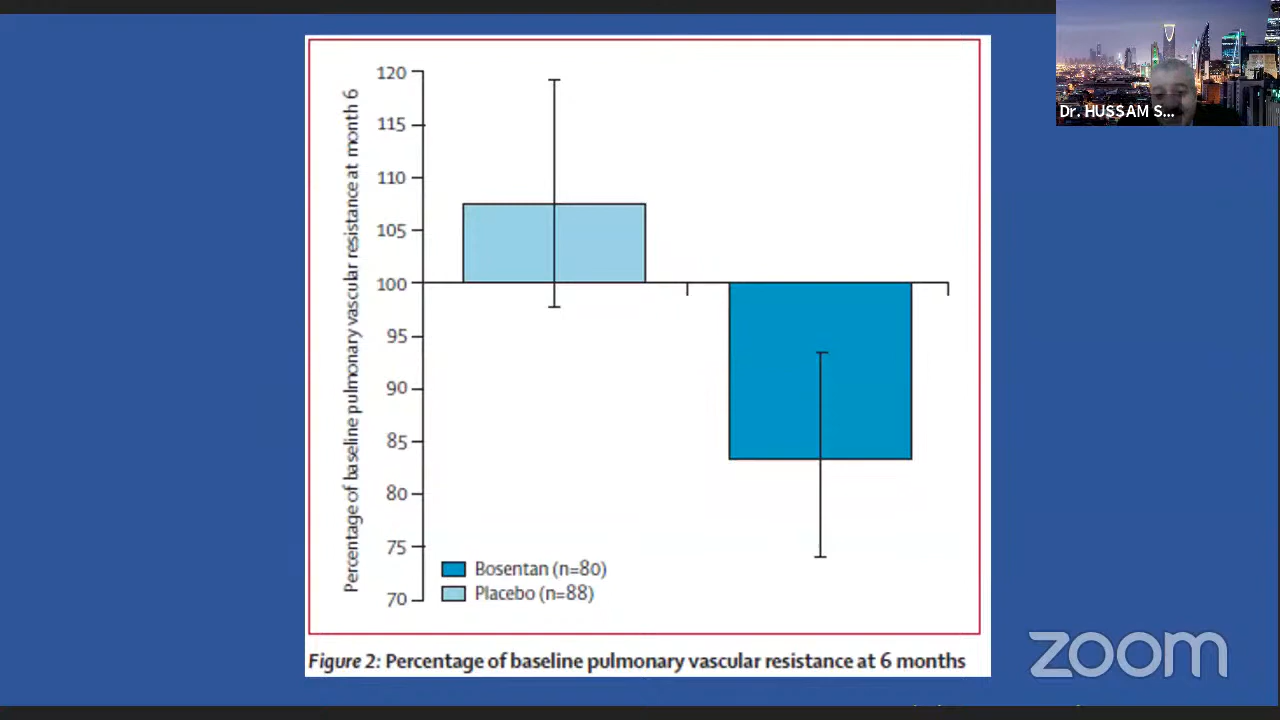 Dr. HUSSAM S...
Percentage of baseline pulmonary vascular resistance at month 6
120
115
110
105
100
95
90
85
80
75
70
Bosentan (n=80)
Placebo (n=88)
Figure 2: Percentage of baseline pulmonary vascular resistance at 6 months
zoom